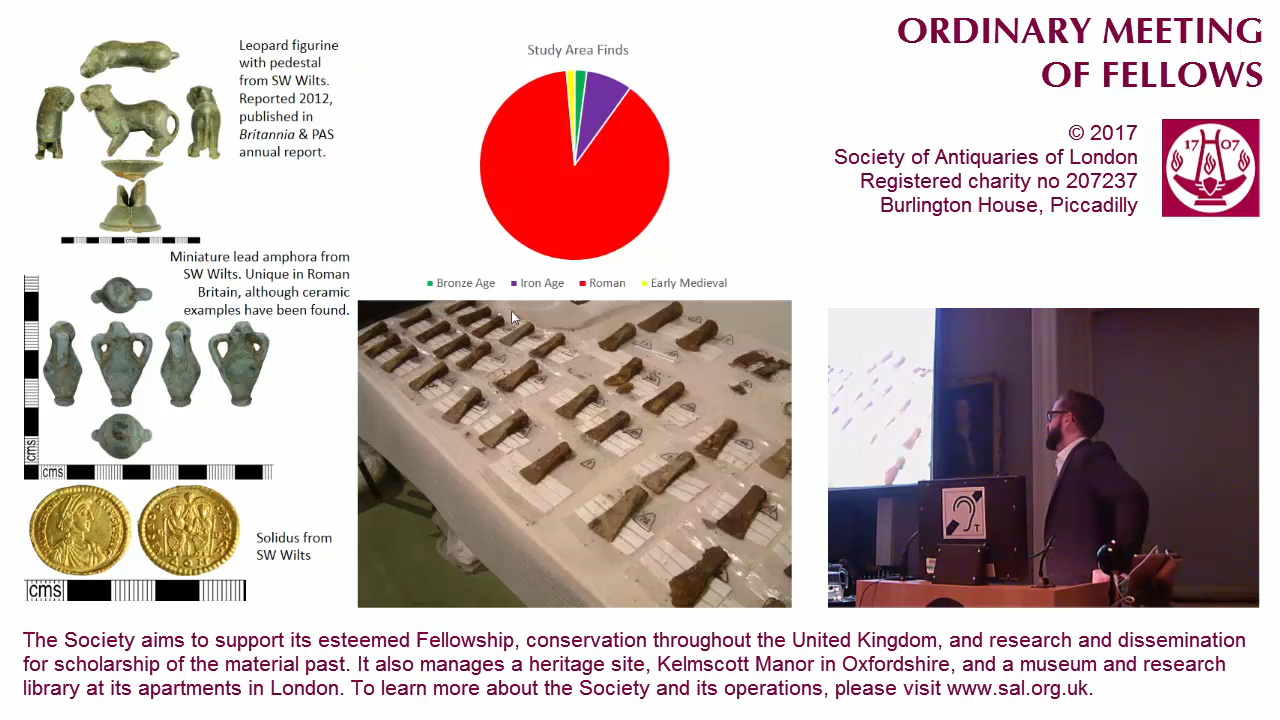 Leopard figurine
with pedestal
from SW Wilts.
Reported 2012,
published in
Britannia & PAS
annual report.
cms
Miniature lead amphora from
SW Wilts. Unique in Roman
Britain, although ceramic
examples have been found.
cms
cms
Solidus from
SW Wilts
cms
Study Area Finds
Bronze Age
Iron Age
Roman
Early Medieval
ORDINARY MEETING
OF FELLOWS
© 2017
Society of Antiquaries of London
Registered charity no 207237
Burlington House, Piccadilly
17 07
T
The Society aims to support its esteemed Fellowship, conservation throughout the United Kingdom, and research and dissemination
for scholarship of the material past. It also manages a heritage site, Kelmscott Manor in Oxfordshire, and a museum and research
library at its apartments in London. To learn more about the Society and its operations, please visit www.sal.org.uk.